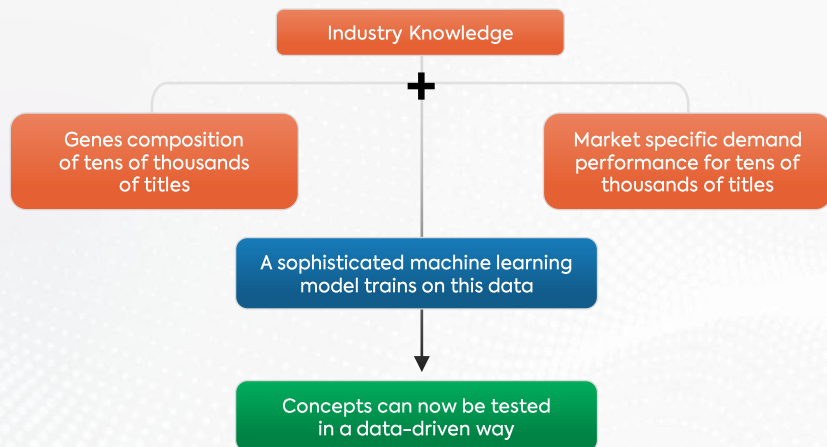 Industry Knowledge
Genes composition
of tens of thousands
of titles
Market specific demand
performance for tens of
thousands of titles
A sophisticated machine learning
model trains on this data
Concepts can now be tested
in a data-driven way